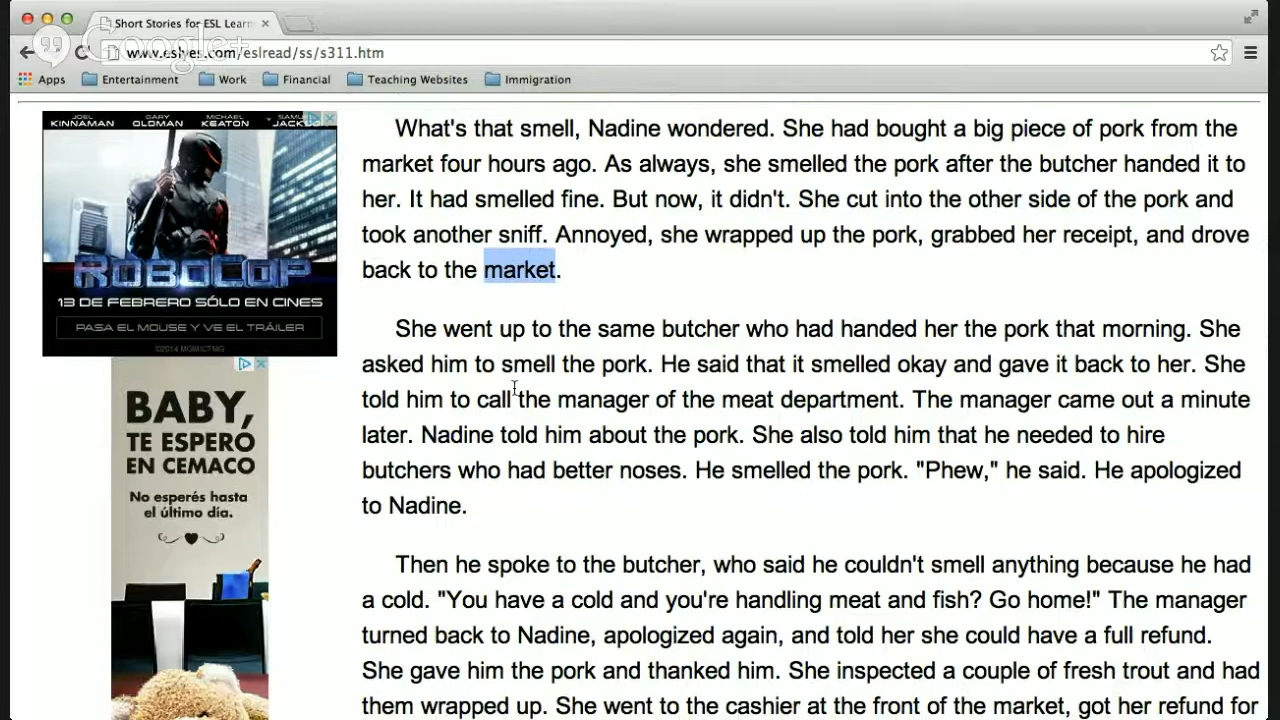 Short Stories for ESL Learn
Google+
www.eslyes.com/eslread/ss/s311.htm
Apps Entertainment Work Financial Teaching Websites Immigration
JOEL KINNAMAN GARY OLDMAN MICHAEL KEATON SAMUEL JACKSO
ROBOCOP
13 DE FEBRERO SÓLO EN CINES
PASA EL MOUSE Y VE EL TRÁILER
BABY,
TE ESPERO
EN CEMACO
No esperés hasta
el último día.
What's that smell, Nadine wondered. She had bought a big piece of pork from the
market four hours ago. As always, she smelled the pork after the butcher handed it to
her. It had smelled fine. But now, it didn't. She cut into the other side of the pork and
took another sniff. Annoyed, she wrapped up the pork, grabbed her receipt, and drove
back to the market.
She went up to the same butcher who had handed her the pork that morning. She
asked him to smell the pork. He said that it smelled okay and gave it back to her. She
told him to call the manager of the meat department. The manager came out a minute
later. Nadine told him about the pork. She also told him that he needed to hire
butchers who had better noses. He smelled the pork. "Phew," he said. He apologized
to Nadine.
Then he spoke to the butcher, who said he couldn't smell anything because he had
a cold. "You have a cold and you're handling meat and fish? Go home!" The manager
turned back to Nadine, apologized again, and told her she could have a full refund.
She gave him the pork and thanked him. She inspected a couple of fresh trout and had
them wrapped up. She went to the cashier at the front of the market, got her refund for